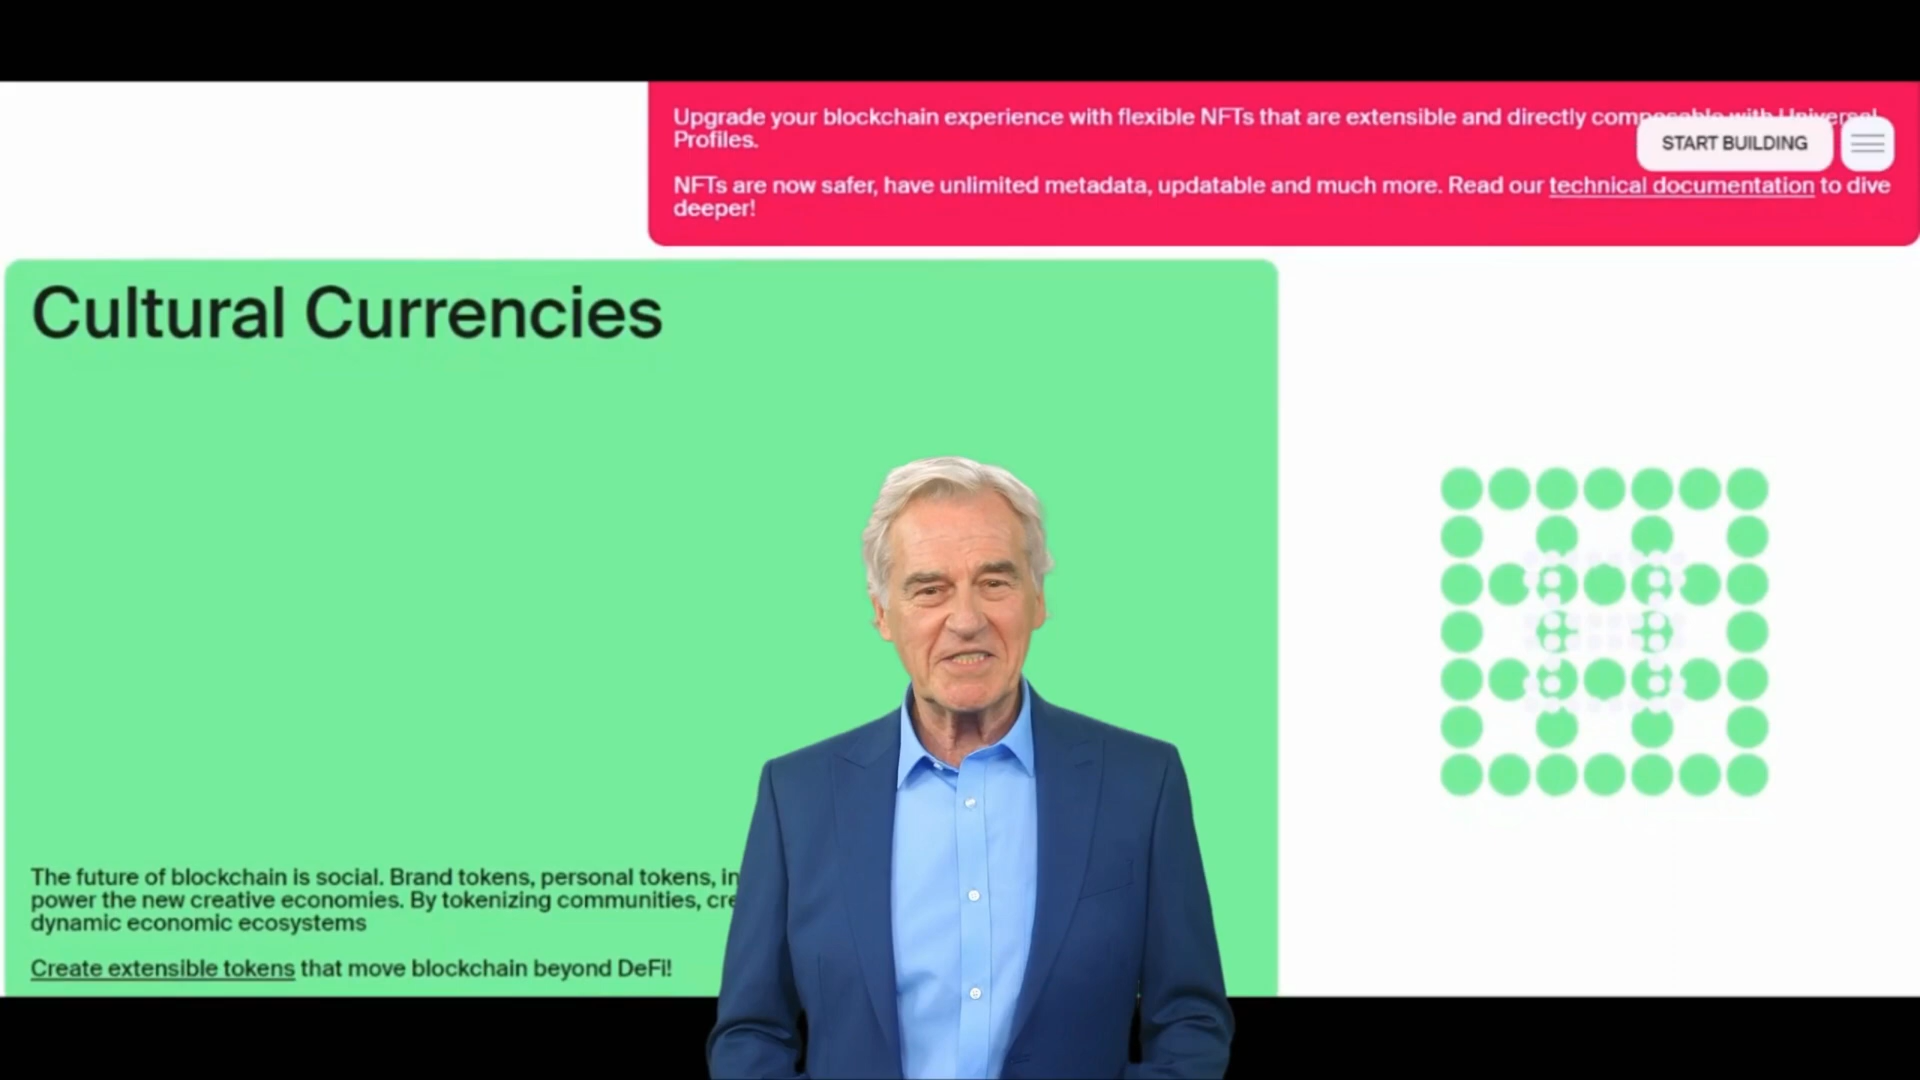 Upgrade your blockchain experience with flexible NFTs that are extensible and directly composable with Universal
Profiles.
START BUILDING
NFTs are now safer, have unlimited metadata, updatable and much more. Read our technical documentation to dive
deeper!
Cultural Currencies
The future of blockchain is social. Brand tokens, personal tokens,
power the new creative economies. By tokenizing communities,
dynamic economic ecosystems
Create extensible tokens that move blockchain beyond DeFi!